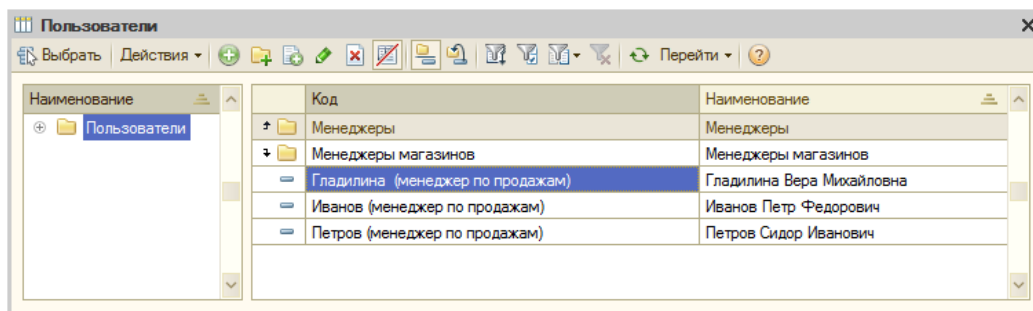 Пользователи
Выбрать Действия Перейти
Наименование
Пользователи
Код Наименование
Менеджеры Менеджеры
Менеджеры магазинов Менеджеры магазинов
Гладилина (менеджер по продажам) Гладилина Вера Михайловна
Иванов (менеджер по продажам) Иванов Петр Федорович
Петров (менеджер по продажам) Петров Сидор Иванович